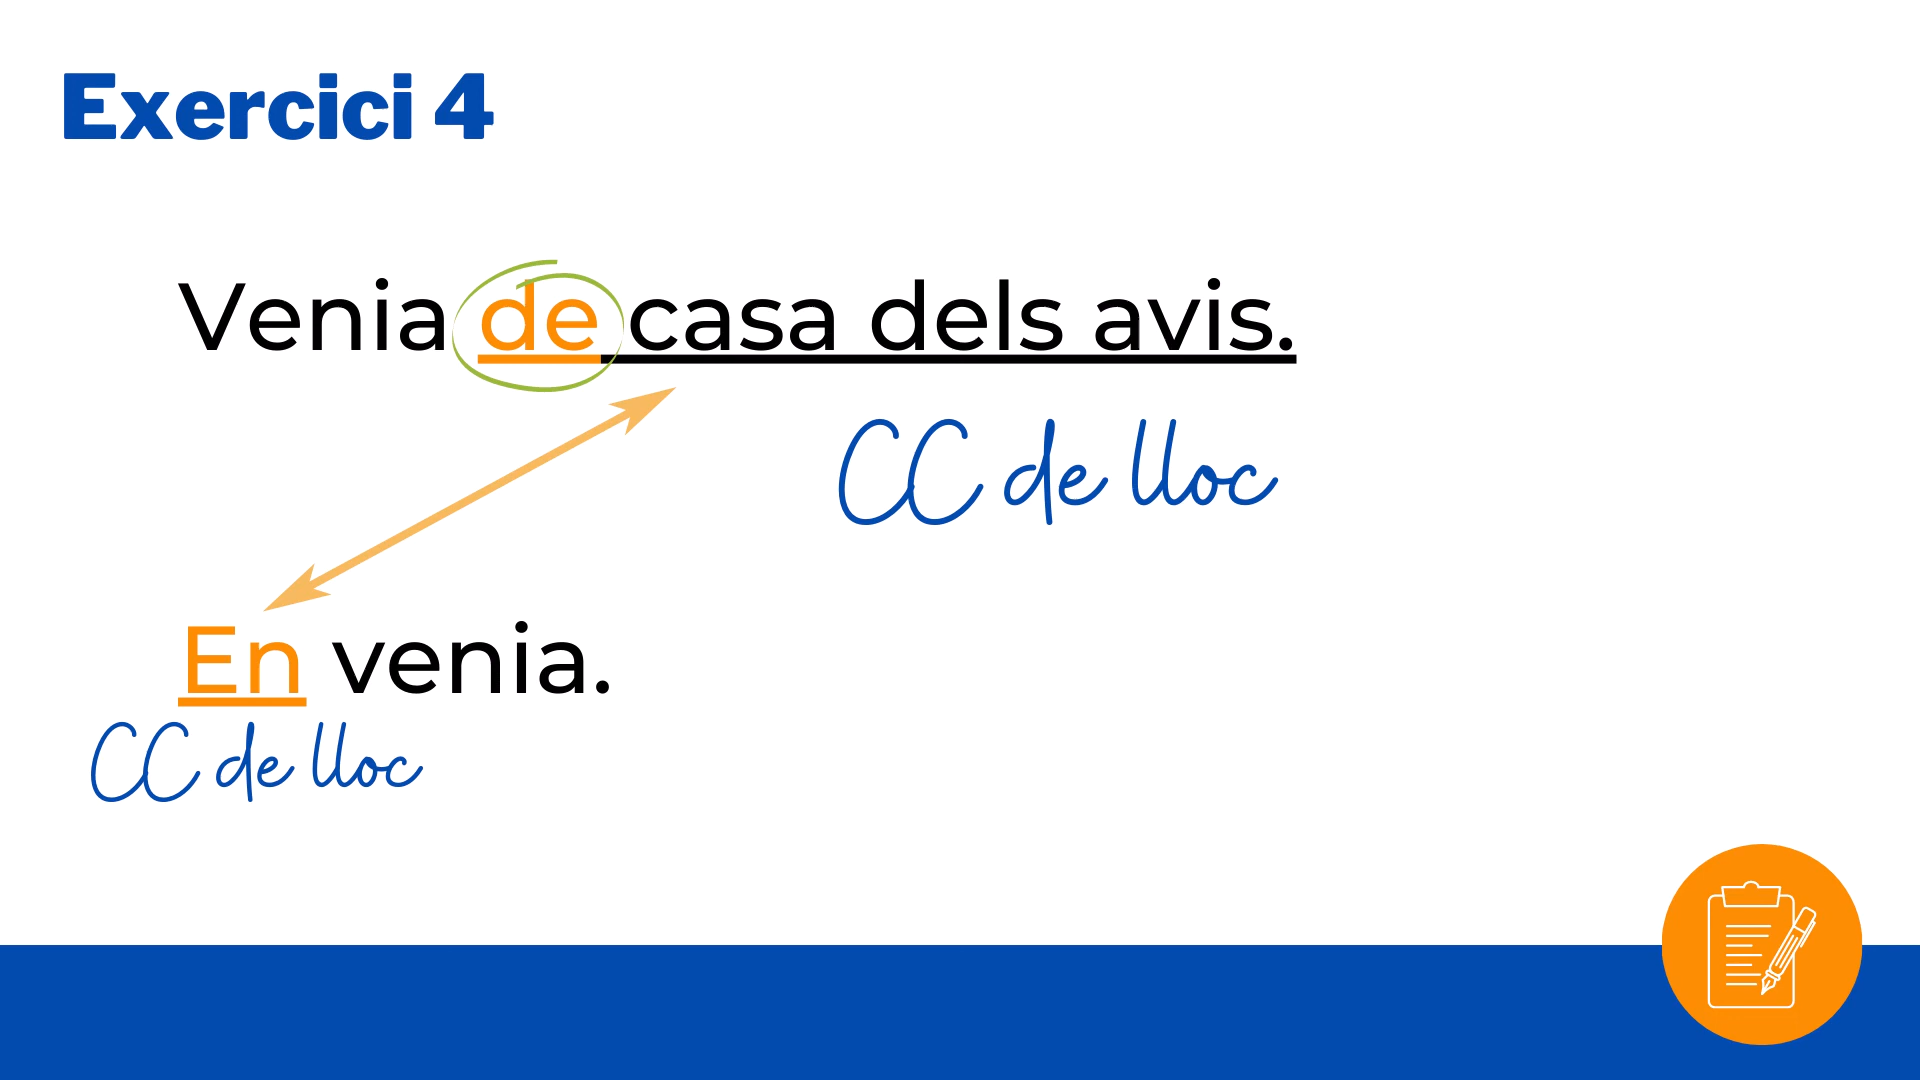 Exercici 4
Venia de casa dels avis.
CC de lloc
En venia.
CC de lloc